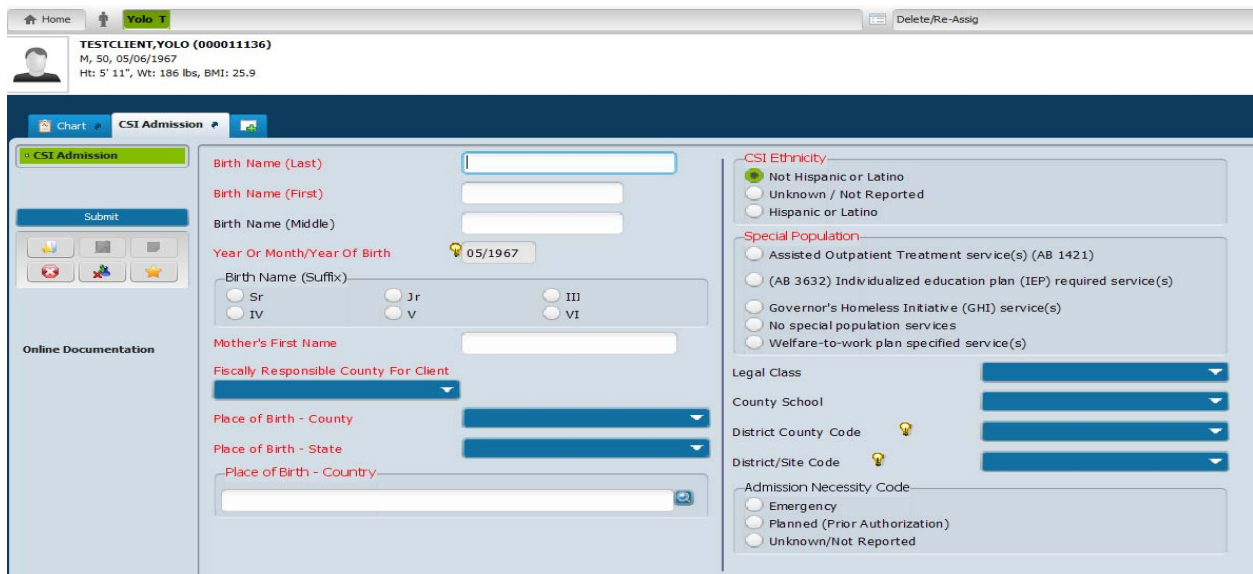 Home
Yolo T
Delete/Re-Assig
TESTCLIENT,YOLO (000011136)
M, 50, 05/06/1967
Ht: 5' 11", Wt: 186 lbs, BMI: 25.9
Chart
CSI Admission
CSI Admission
Submit
Online Documentation
Birth Name (Last)
Birth Name (First)
Birth Name (Middle)
Year Or Month/Year Of Birth 05/1967
Birth Name (Suffix)
Sr Jr III
IV V VI
Mother's First Name
Fiscally Responsible County For Client
Place of Birth - County
Place of Birth - State
Place of Birth - Country
CSI Ethnicity
Not Hispanic or Latino
Unknown / Not Reported
Hispanic or Latino
Special Population
Assisted Outpatient Treatment service(s) (AB 1421)
(AB 3632) Individualized education plan (IEP) required service(s)
Governor's Homeless Initiative (GHI) service(s)
No special population services
Welfare-to-work plan specified service(s)
Legal Class
County School
District County Code
District/Site Code
Admission Necessity Code
Emergency
Planned (Prior Authorization)
Unknown/Not Reported